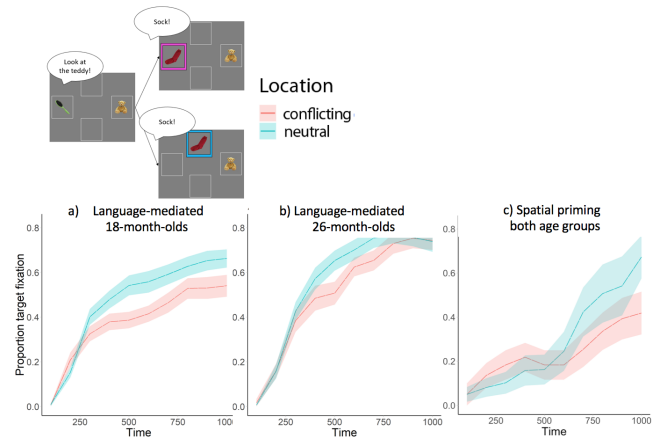 Sock!
Look at
the teddy!
Sock!
Location
conflicting
neutral
a) Language-mediated
18-month-olds
b) Language-mediated
26-month-olds
c) Spatial priming
both age groups
Proportion target fixation
0.8
0.6
0.4
0.2
0.0
250
500
750
100
Time
0.8
0.6
0.4
0.2
0.0
250
500
750
1000
Time
0.8
0.6
0.4
0.2
0.0
250
500
750
1000
Time